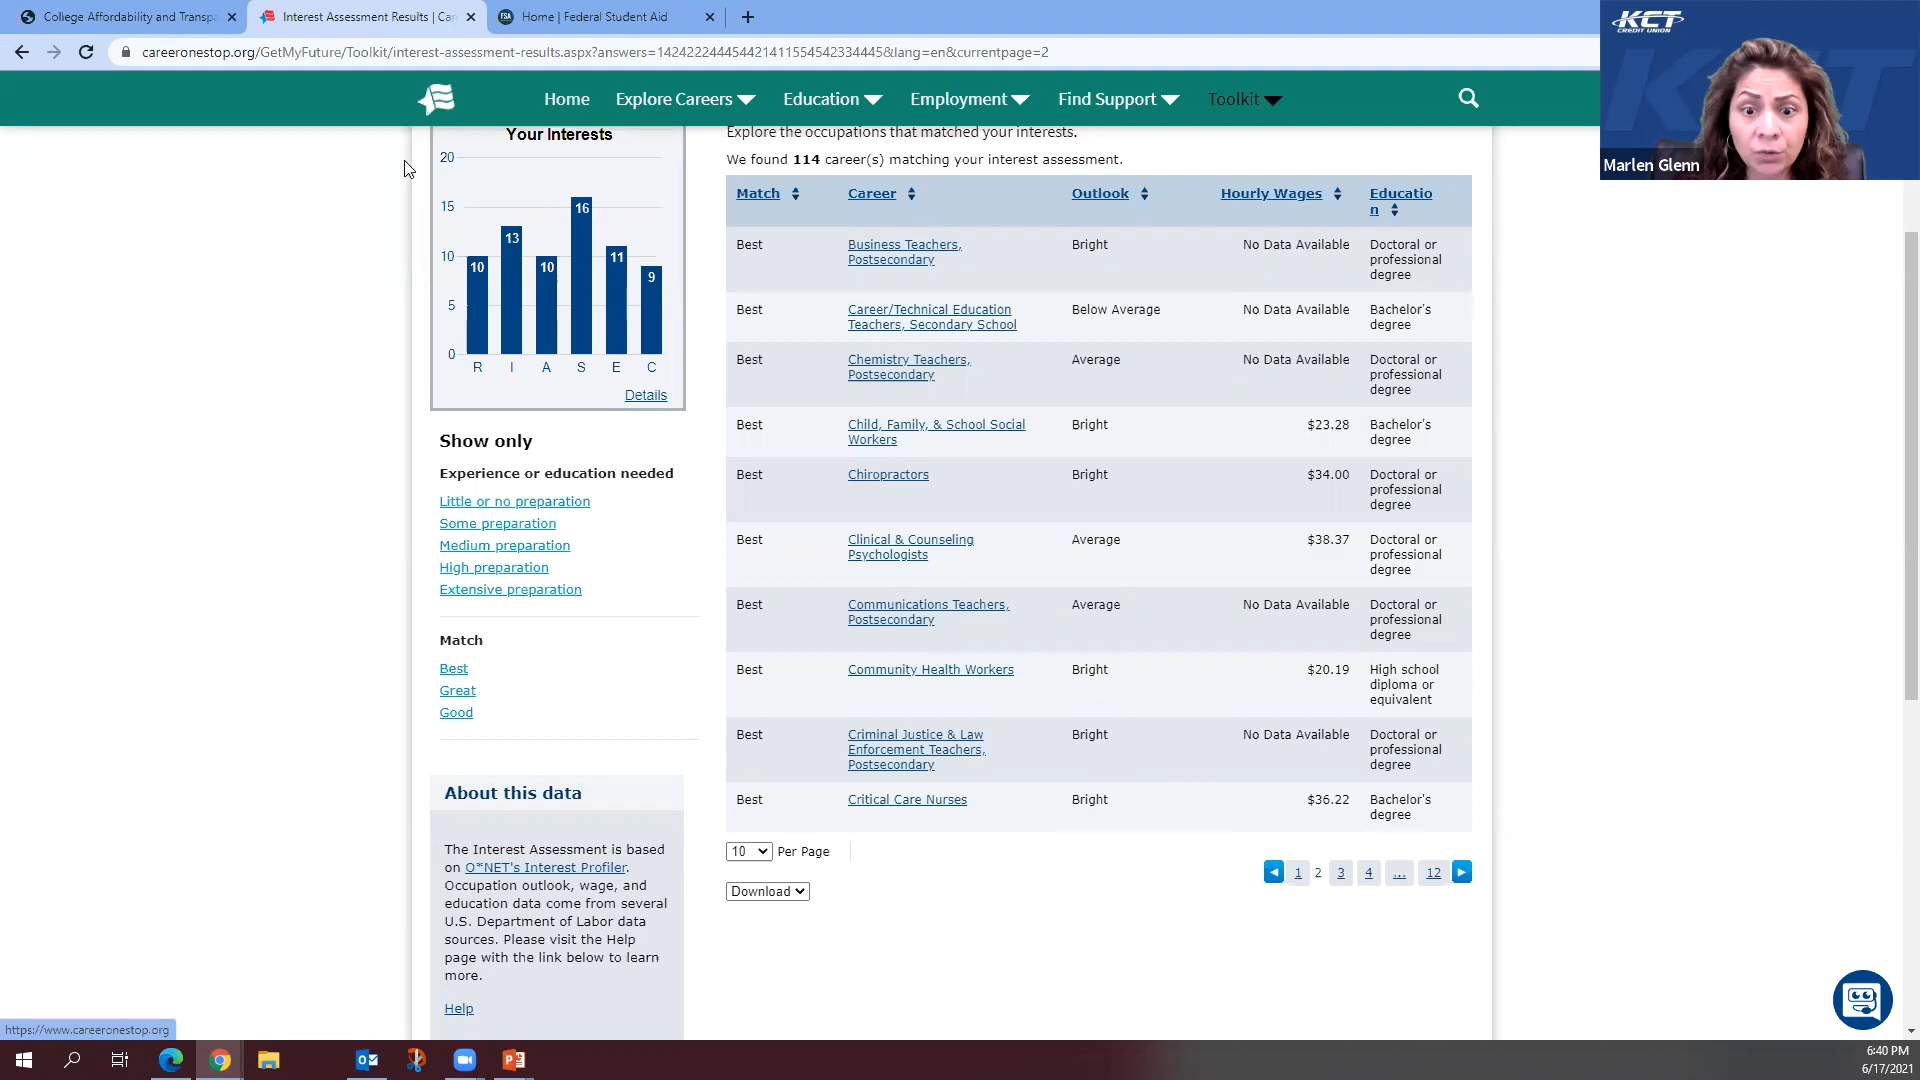 College Affordability and Transpa
Interest Assessment Results | Car
Home | Federal Student Aid
careeronestop.org/GetMyFuture/Toolkit/interest-assessment-results.aspx?answers=142422244454421411554542334445&lang=en&currentpage=2
KCT
CREDIT UNION
Marlen Glenn
Home
Explore Careers
Education
Employment
Find Support
Toolkit
Your Interests
20
15
10
5
0
10
13
10
16
11
9
R I A S E C
Details
Show only
Experience or education needed
Little or no preparation
Some preparation
Medium preparation
High preparation
Extensive preparation
Match
Best
Great
Good
About this data
The Interest Assessment is based
on O*NET's Interest Profiler.
Occupation outlook, wage, and
education data come from several
U.S. Department of Labor data
sources. Please visit the Help
page with the link below to learn
more.
Help
Explore the occupations that matched your interests.
We found 114 career(s) matching your interest assessment.
Match Career Outlook Hourly Wages Educatio
n
Best Business Teachers, Bright No Data Available Doctoral or
Postsecondary professional
degree
Best Career/Technical Education Below Average No Data Available Bachelor's
Teachers, Secondary School degree
Best Chemistry Teachers, Average No Data Available Doctoral or
Postsecondary professional
degree
Best Child, Family, & School Social Bright $23.28 Bachelor's
Workers degree
Best Chiropractors Bright $34.00 Doctoral or
professional
degree
Best Clinical & Counseling Average $38.37 Doctoral or
Psychologists professional
degree
Best Communications Teachers, Average No Data Available Doctoral or
Postsecondary professional
degree
Best Community Health Workers Bright $20.19 High school
diploma or
equivalent
Best Criminal Justice & Law Bright No Data Available Doctoral or
Enforcement Teachers, professional
Postsecondary degree
Best Critical Care Nurses Bright $36.22 Bachelor's
degree
10 Per Page
1 2 3 4 ... 12
Download
https://www.careeronestop.org
6:40 PM
6/17/2021